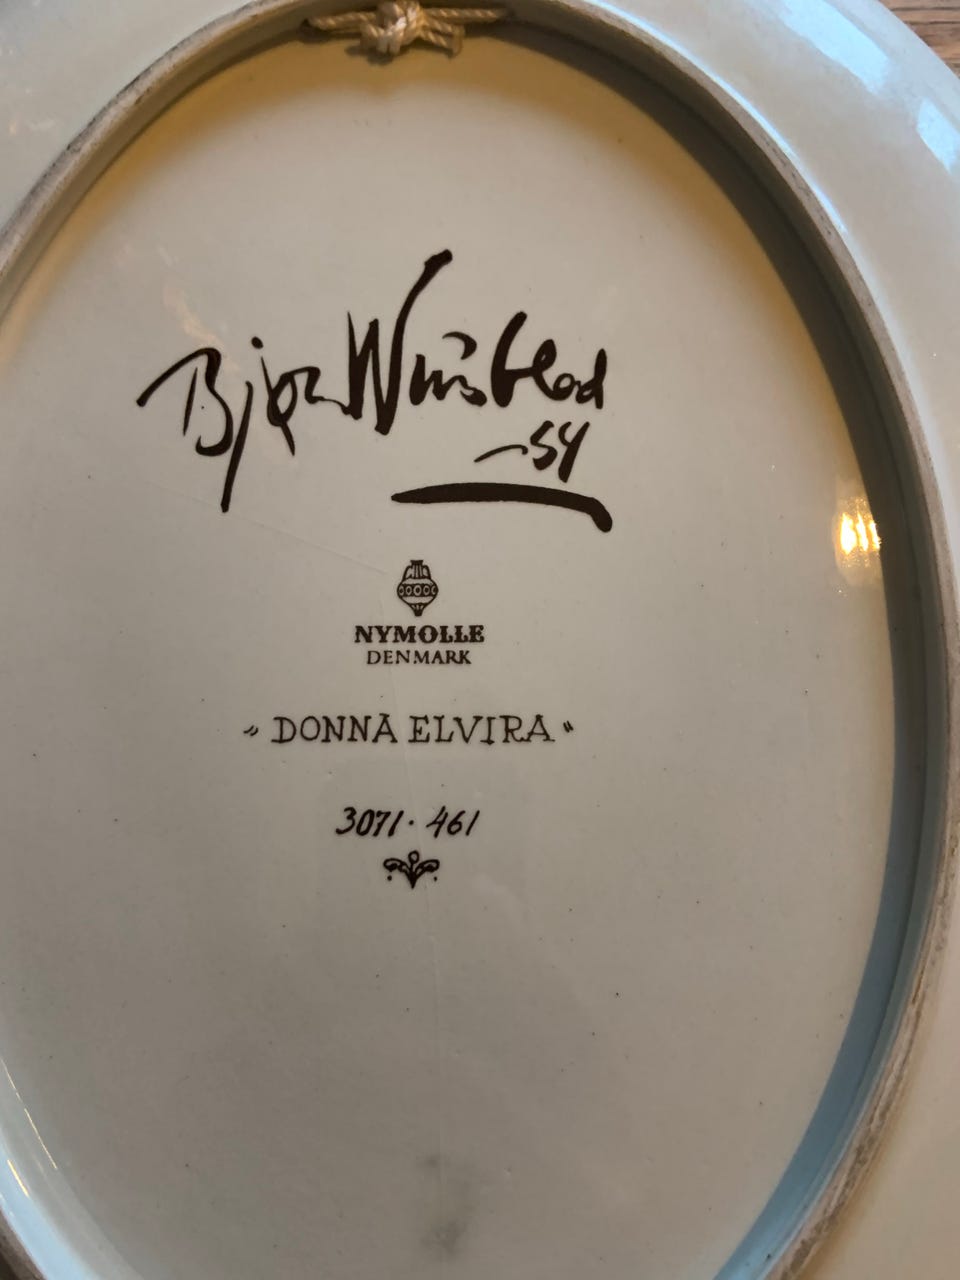 Bjørn Wiinblad
-54
NYMOLLE
DENMARK
"DONNA ELVIRA"
3071·461